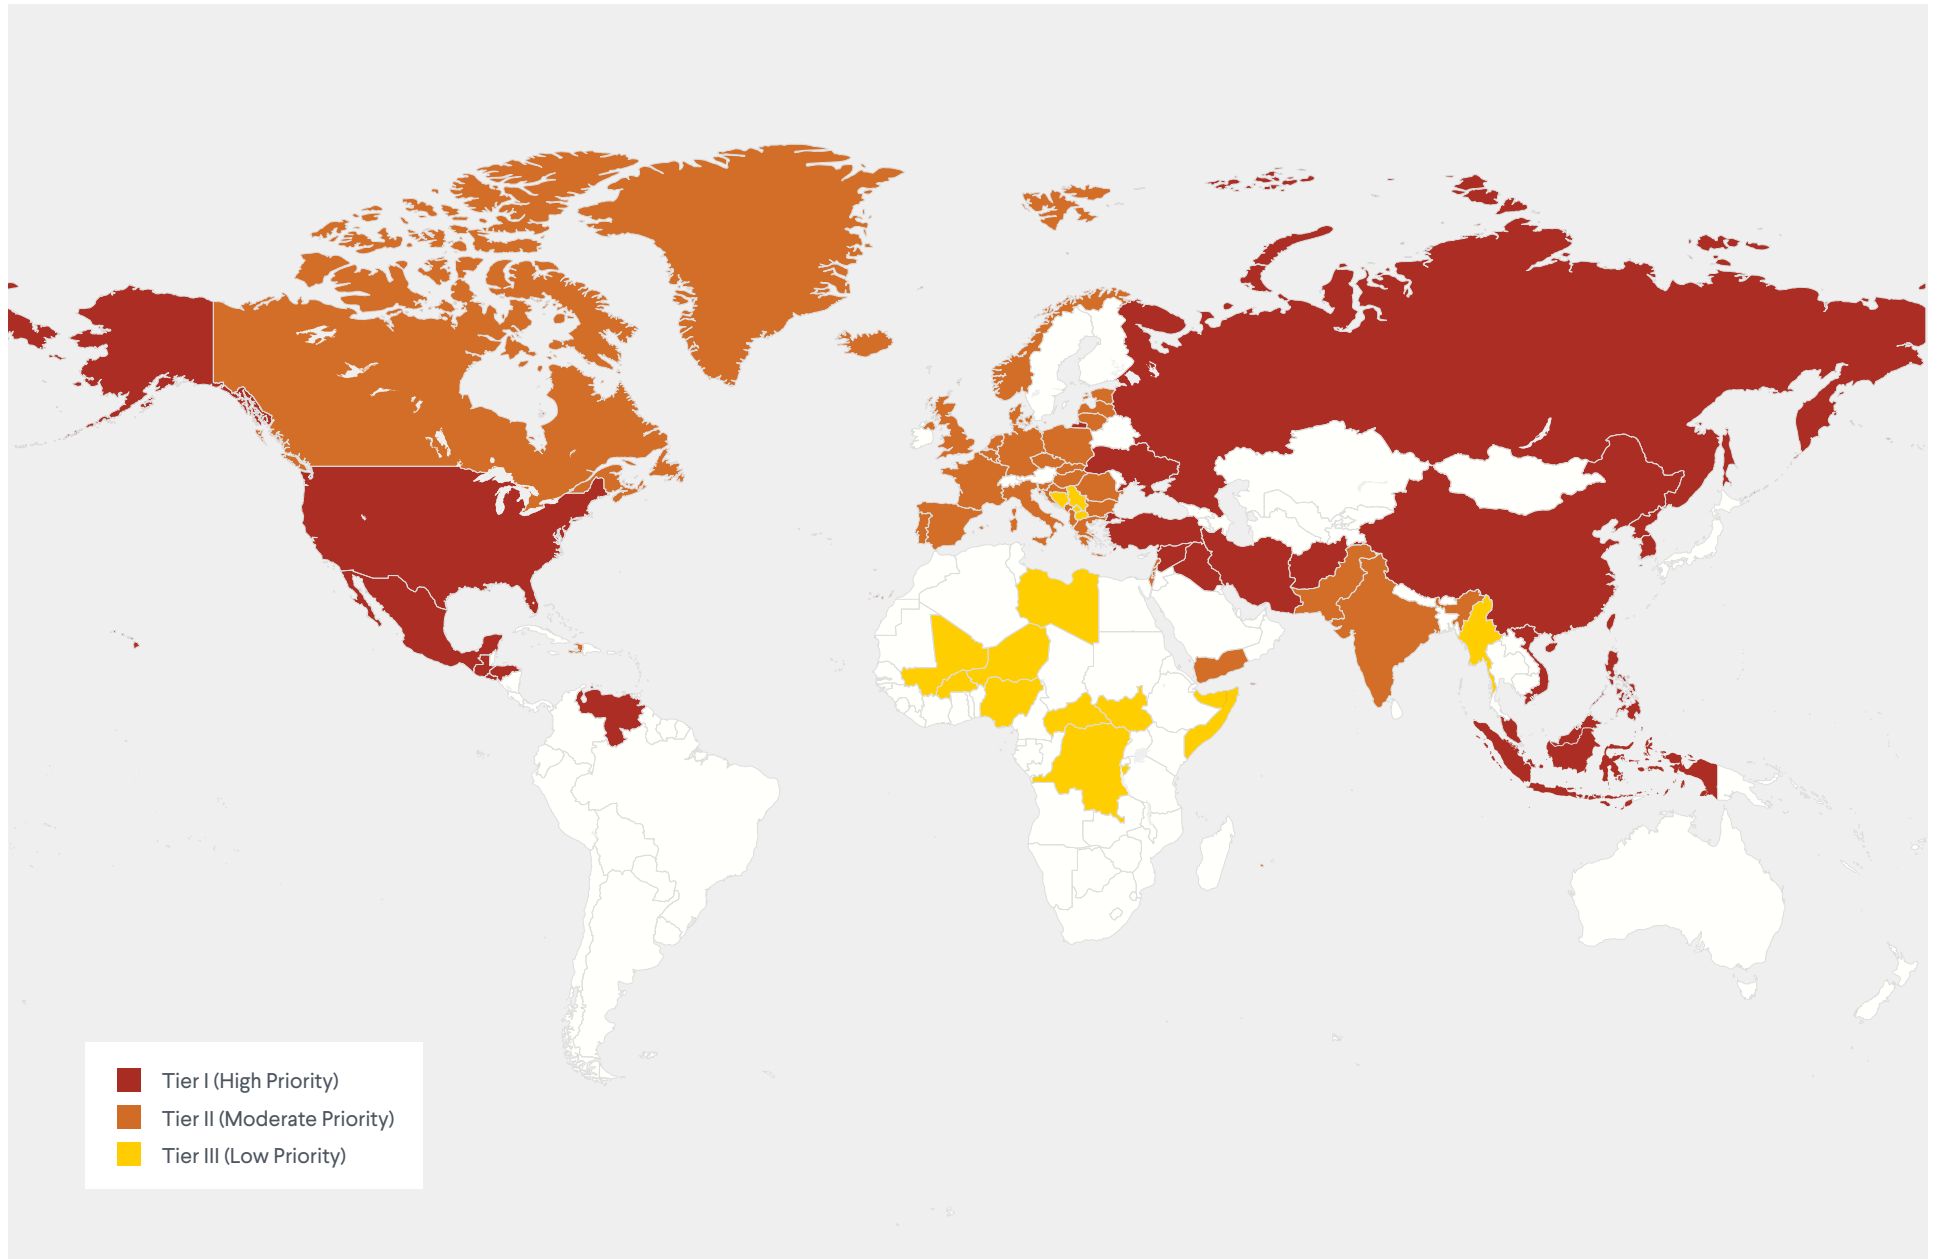 Tier I (High Priority)
Tier II (Moderate Priority)
Tier III (Low Priority)